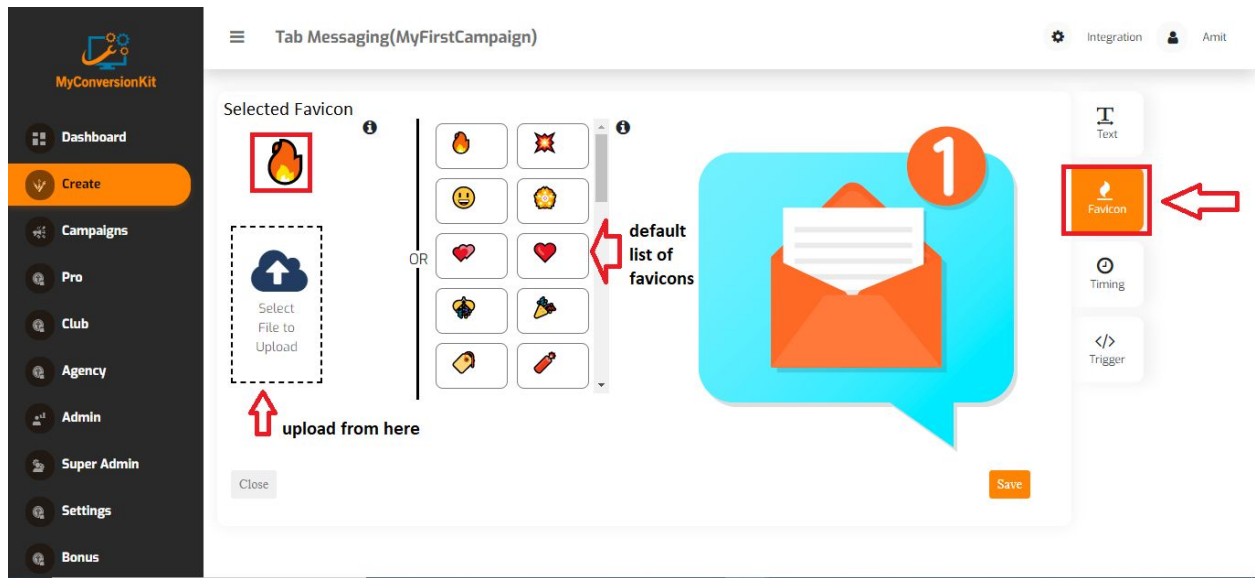 MyConversionKit
Tab Messaging(MyFirstCampaign)
Integration
Amit
Dashboard
Create
Campaigns
Pro
Club
Agency
Admin
Super Admin
Settings
Bonus
Selected Favicon
Select
File to
Upload
upload from here
OR
default
list of
favicons
1
Text
Favicon
Timing
</>
Trigger
Close
Save